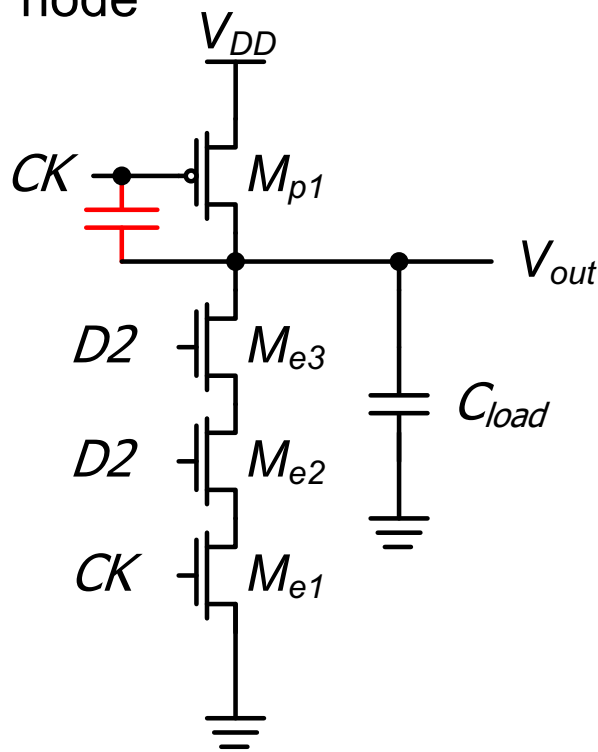 node
V_DD
CK
M_p1
V_out
D2
M_e3
C_load
D2
M_e2
CK
M_e1